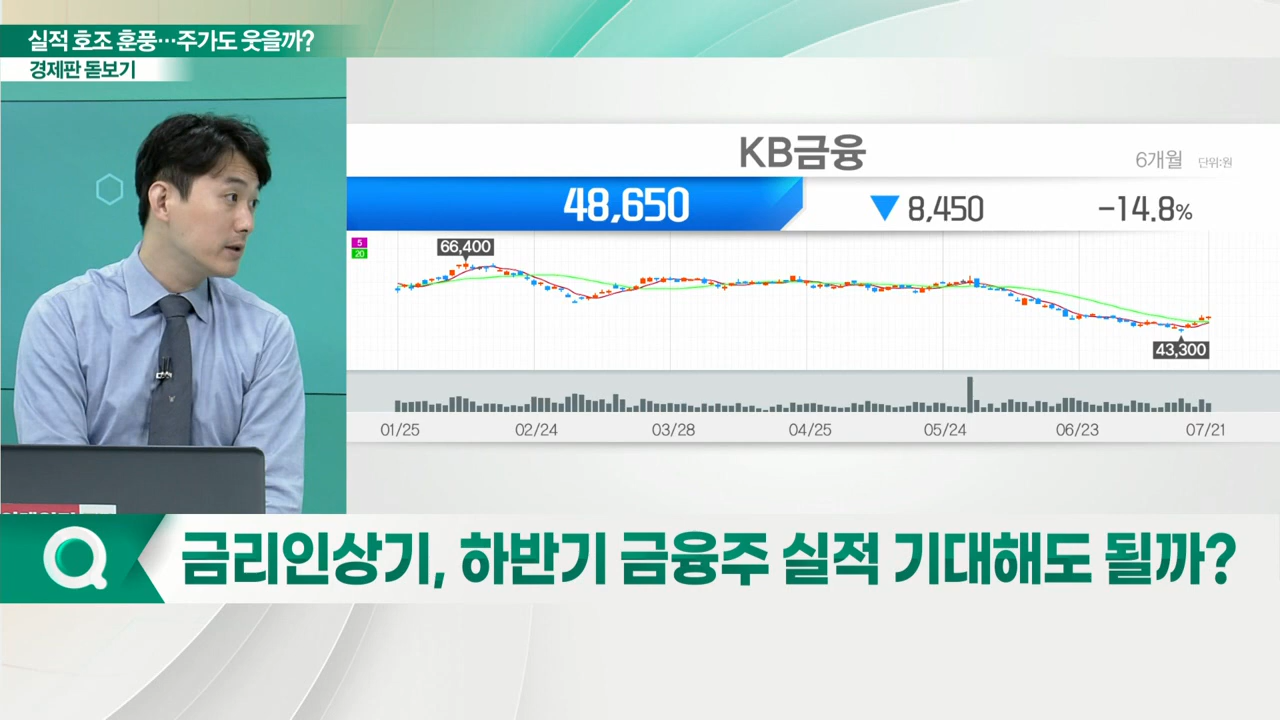 실적 호조 훈풍…주가도 웃을까?
경제판 돋보기
KB금융
6개월 단위:원
48,650 ▼ 8,450 -14.8%
5
20
66,400
43,300
01/25 02/24 03/28 04/25 05/24 06/23 07/21
금리인상기, 하반기 금융주 실적 기대해도 될까?